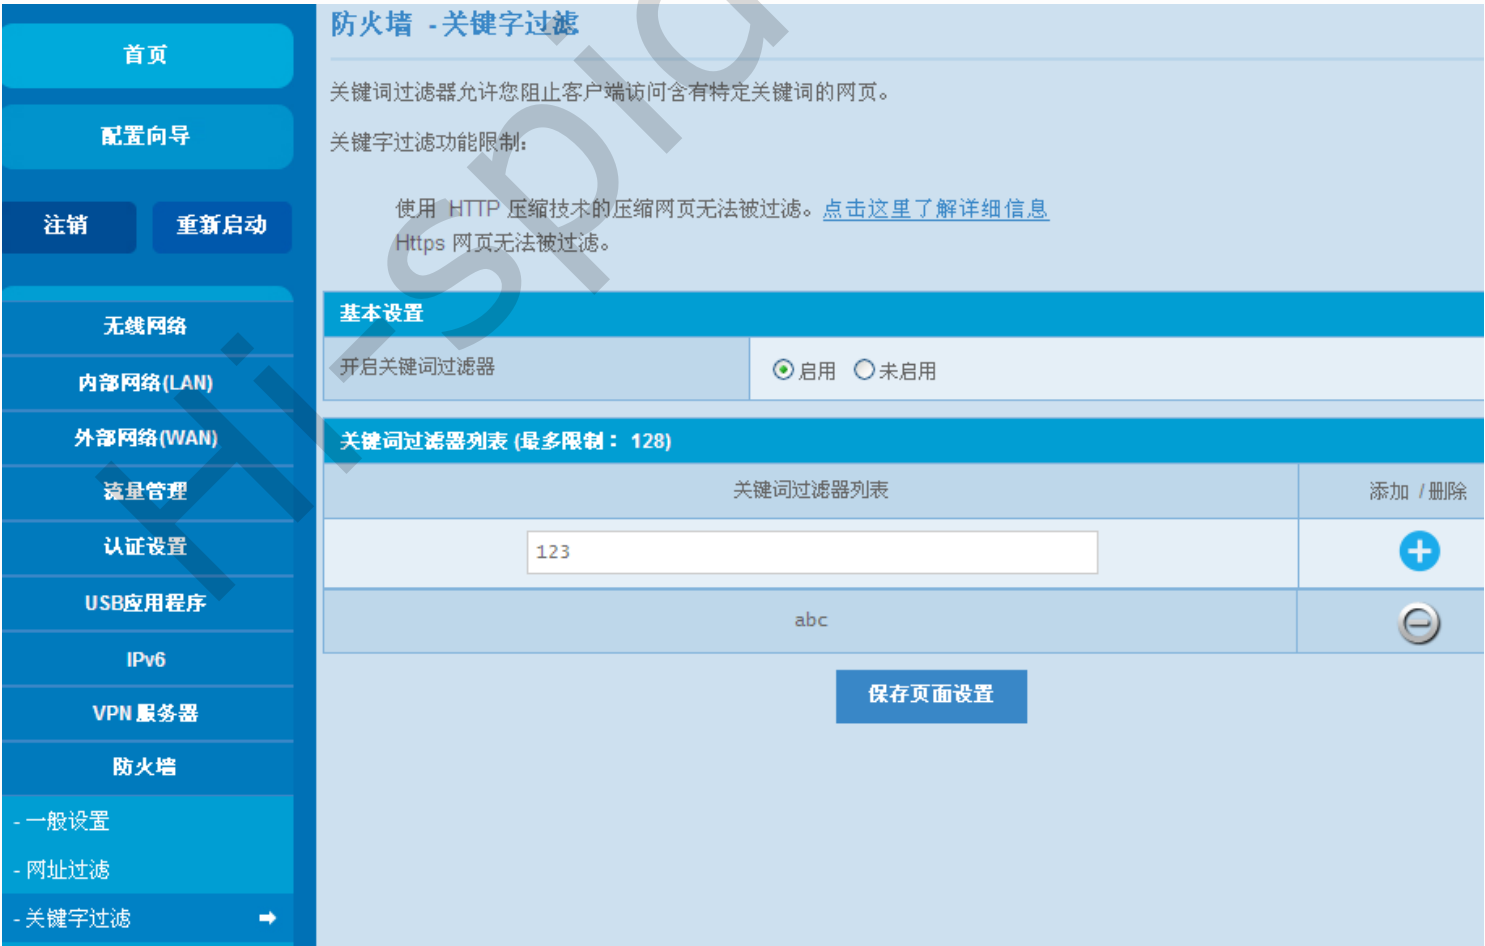 首页
配置向导
注销
重新启动
无线网络
内部网络(LAN)
外部网络(WAN)
流量管理
认证设置
USB应用程序
IPv6
VPN 服务器
防火墙
- 一般设置
- 网址过滤
- 关键字过滤
防火墙 - 关键字过滤
关键词过滤器允许您阻止客户端访问含有特定关键词的网页。
关键字过滤功能限制:
使用 HTTP 压缩技术的压缩网页无法被过滤。点击这里了解详细信息
Https 网页无法被过滤。
基本设置
开启关键词过滤器 启用 未启用
关键词过滤器列表 (最多限制： 128)
关键词过滤器列表 添加 / 删除
123
abc
保存页面设置
Hi-spid